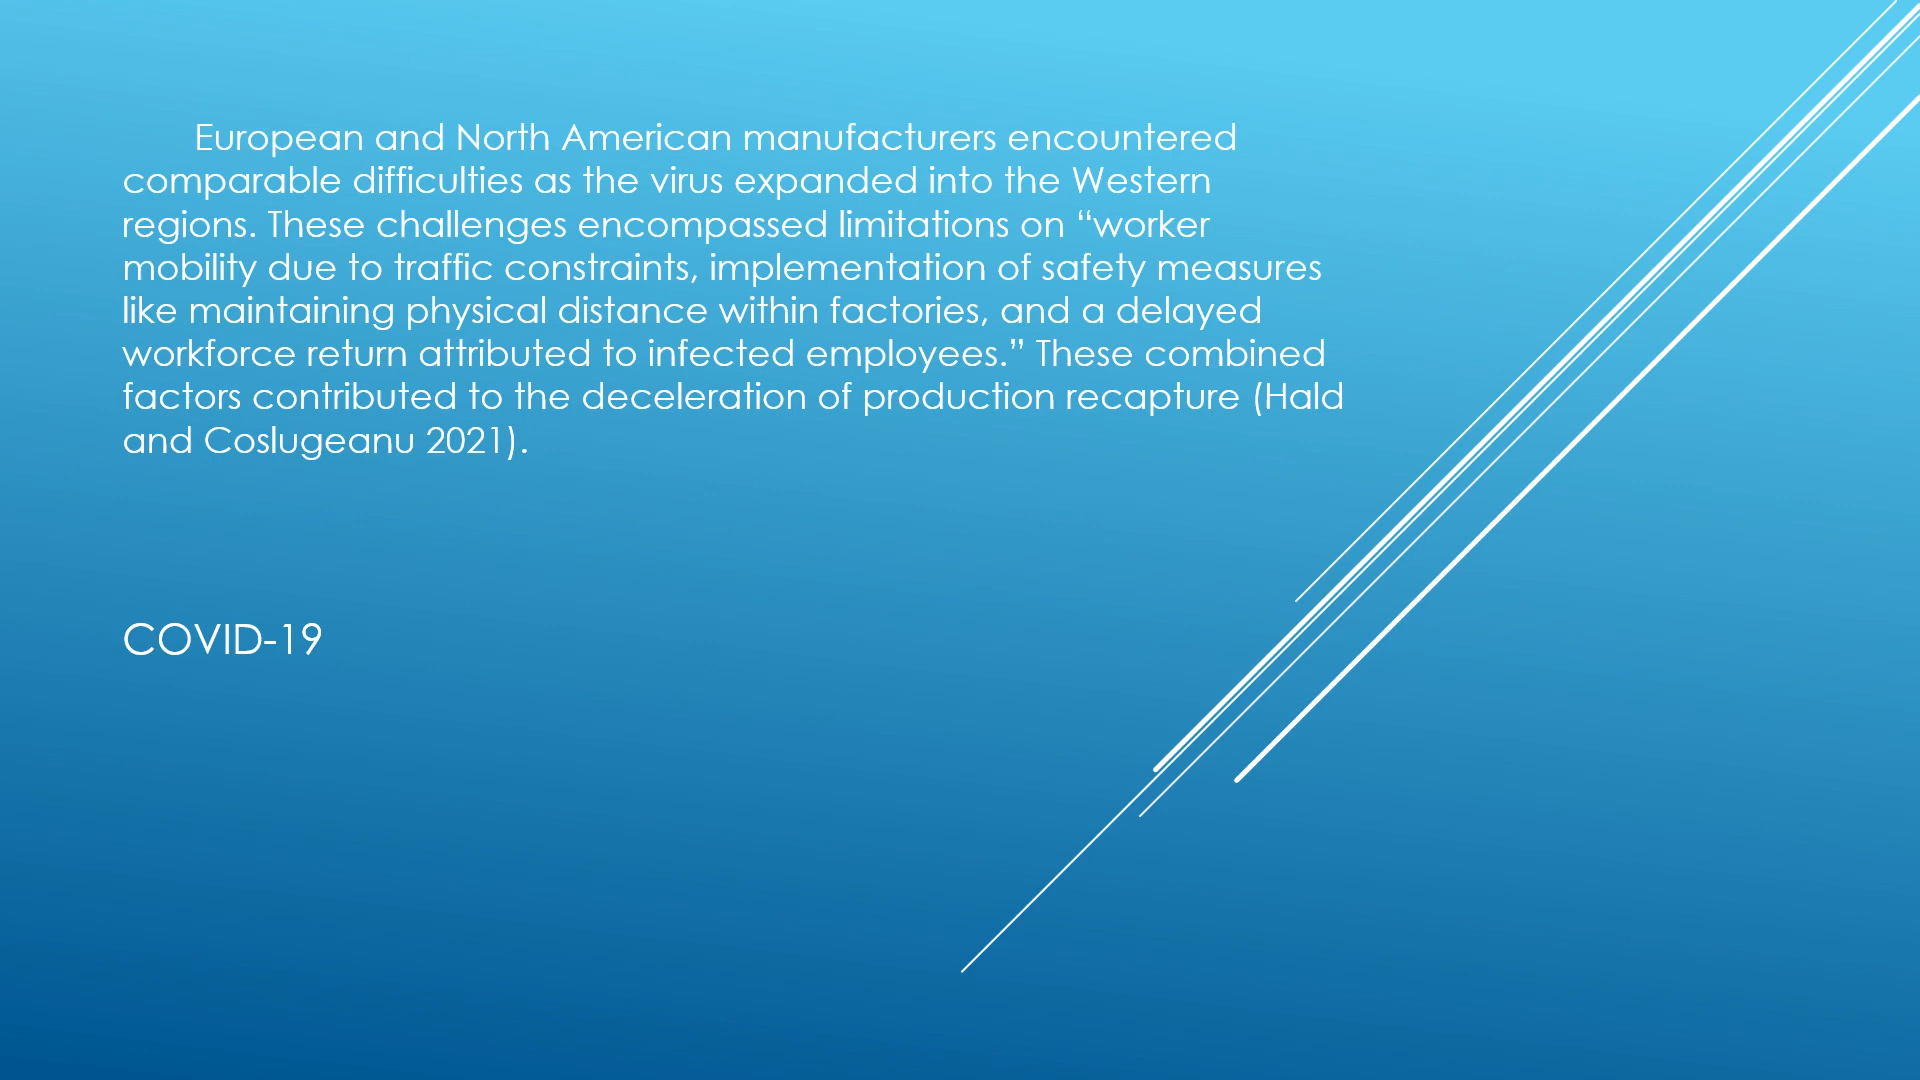 European and North American manufacturers encountered
comparable difficulties as the virus expanded into the Western
regions. These challenges encompassed limitations on “worker
mobility due to traffic constraints, implementation of safety measures
like maintaining physical distance within factories, and a delayed
workforce return attributed to infected employees.” These combined
factors contributed to the deceleration of production recapture (Hald
and Coslugeanu 2021).
COVID-19